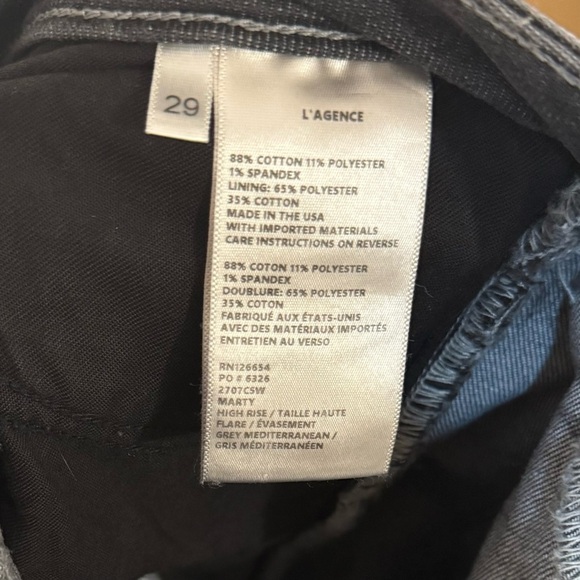 29
L'AGENCE
88% COTTON 11% POLYESTER
1% SPANDEX
LINING: 65% POLYESTER
35% COTTON
MADE IN THE USA
WITH IMPORTED MATERIALS
CARE INSTRUCTIONS ON REVERSE
88% COTON 11% POLYESTER
1% SPANDEX
DOUBLURE: 65% POLYESTER
35% COTON
FABRIQUÉ AUX ÉTATS-UNIS
AVEC DES MATÉRIAUX IMPORTÉS
ENTRETIEN AU VERSO
RN126654
PO # 6326
2707CSW
MARTY
HIGH RISE / TAILLE HAUTE
FLARE / ÉVASEMENT
GREY MEDITERRANEAN /
GRIS MÉDITERRANÉEN